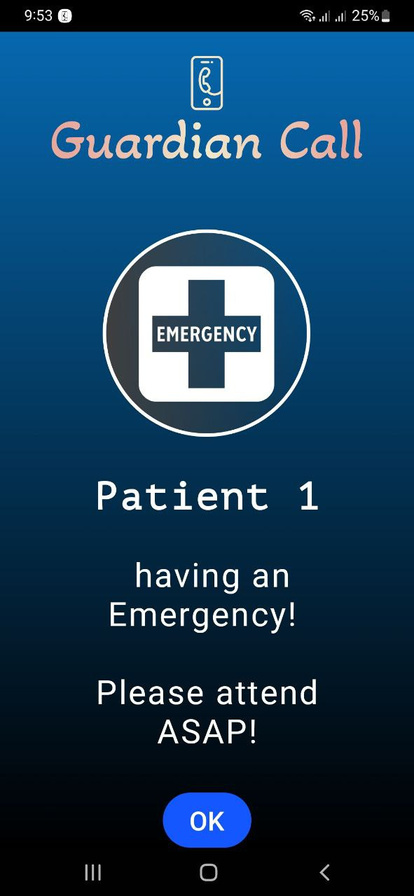 9:53
25%
Guardian Call
EMERGENCY
Patient 1
having an
Emergency!
Please attend
ASAP!
OK